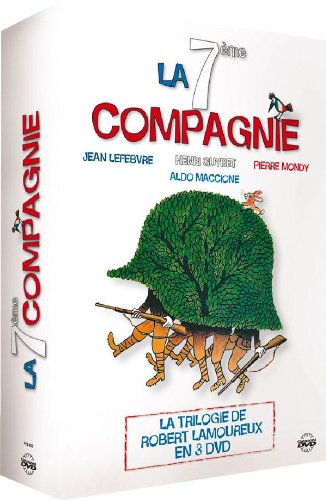 LA 7ème
COMPAGNIE
JEAN LEFEBVRE HENRI GUYBET PIERRE MONDY
ALDO MACCIONE
LA TRILOGIE DE
ROBERT LAMOUREUX
EN 3 DVD
LA 7ème COMPAGNIE
DVD